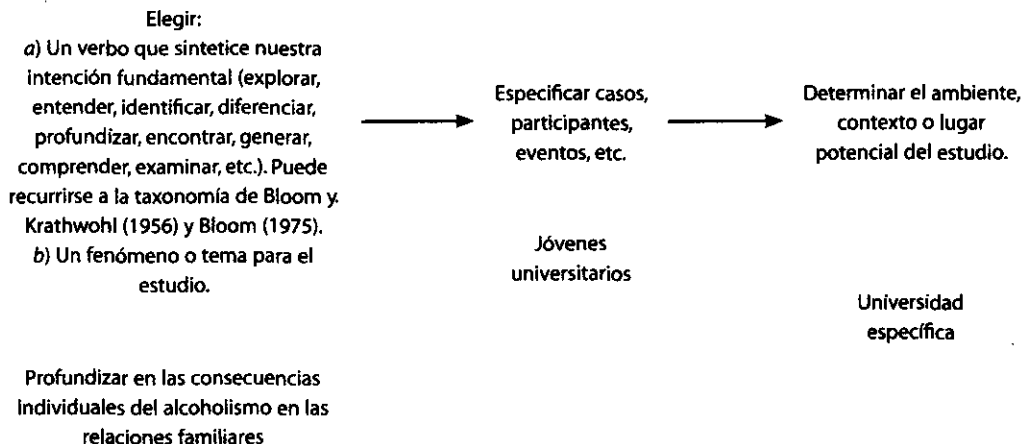 Elegir:
a) Un verbo que sintetice nuestra
intención fundamental (explorar,
entender, identificar, diferenciar,
profundizar, encontrar, generar,
comprender, examinar, etc.). Puede
recurrirse a la taxonomía de Bloom y
Krathwohl (1956) y Bloom (1975).
b) Un fenómeno o tema para el
estudio.
Profundizar en las consecuencias
individuales del alcoholismo en las
relaciones familiares
Especificar casos,
participantes,
eventos, etc.
Jóvenes
universitarios
Determinar el ambiente,
contexto o lugar
potencial del estudio.
Universidad
específica